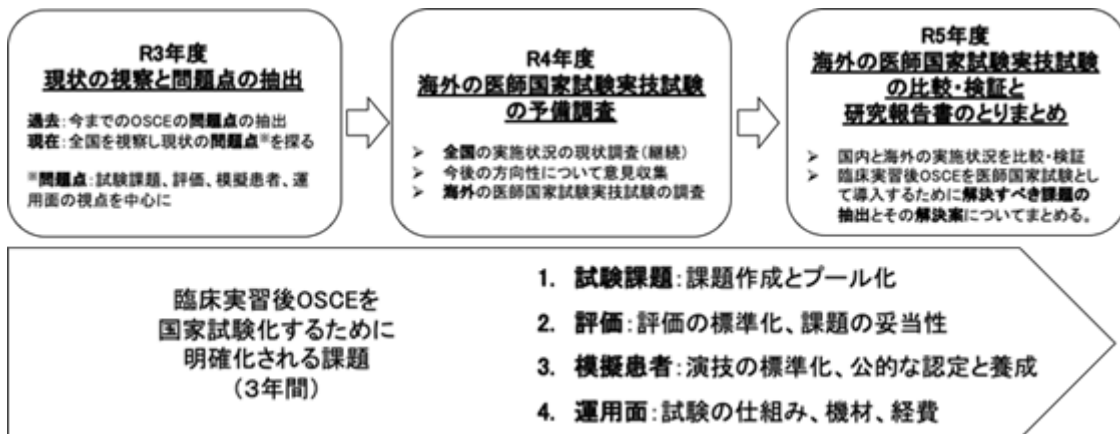 R3年度
現状の視察と問題点の抽出
過去：今までのOSCEの問題点の抽出
現在：全国を視察し現状の問題点※を探る
※問題点：試験課題、評価、模擬患者、運
用面の視点を中心に
R4年度
海外の医師国家試験実技試験
の予備調査
➢ 全国の実施状況の現状調査(継続)
➢ 今後の方向性について意見収集
➢ 海外の医師国家試験実技試験の調査
R5年度
海外の医師国家試験実技試験
の比較・検証と
研究報告書のとりまとめ
➢ 国内と海外の実施状況を比較・検証
➢ 臨床実習後OSCEを医師国家試験とし
て導入するために解決すべき課題の
抽出とその解決案についてまとめる。
臨床実習後OSCEを
国家試験化するために
明確化される課題
（３年間）
1. 試験課題：課題作成とプール化
2. 評価：評価の標準化、課題の妥当性
3. 模擬患者：演技の標準化、公的な認定と養成
4. 運用面：試験の仕組み、機材、経費